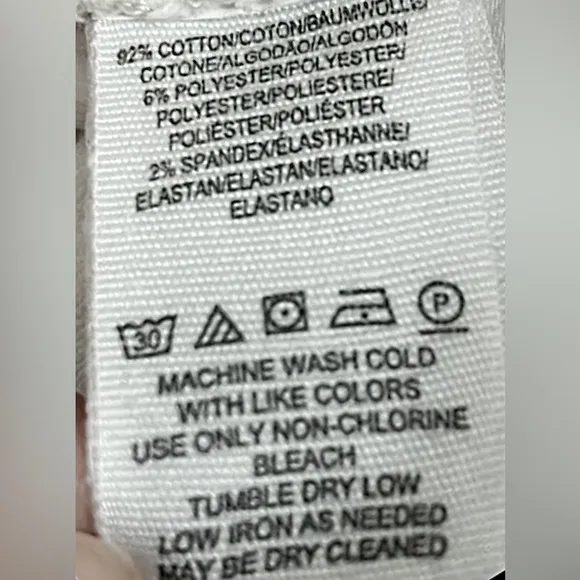 92% COTTON/COTON/BAUMWOLLE/
COTONE/ALGODÃO/ALGODÓN
6% POLYESTER/POLYESTER/
POLYESTER/POLIESTERE/
POLIÉSTER/POLIÉSTER
2% SPANDEX/ÉLASTHANNE/
ELASTAN/ELASTAN/ELASTANO/
ELASTANO
30 P
MACHINE WASH COLD
WITH LIKE COLORS
USE ONLY NON-CHLORINE
BLEACH
TUMBLE DRY LOW
LOW IRON AS NEEDED
MAY BE DRY CLEANED